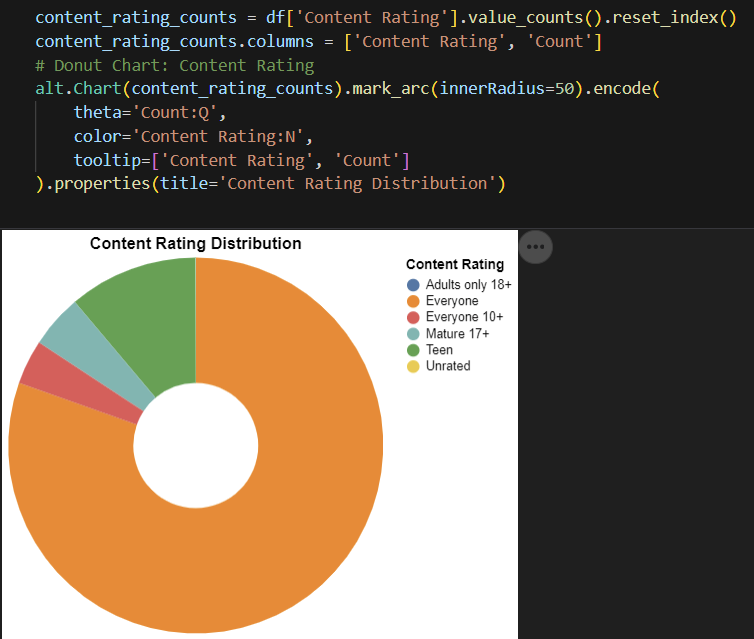 content_rating_counts = df['Content Rating'].value_counts().reset_index()
content_rating_counts.columns = ['Content Rating', 'Count']
# Donut Chart: Content Rating
alt.Chart(content_rating_counts).mark_arc(innerRadius=50).encode(
    theta='Count:Q',
    color='Content Rating:N',
    tooltip=['Content Rating', 'Count']
).properties(title='Content Rating Distribution')
Content Rating Distribution
Content Rating
Adults only 18+
Everyone
Everyone 10+
Mature 17+
Teen
Unrated